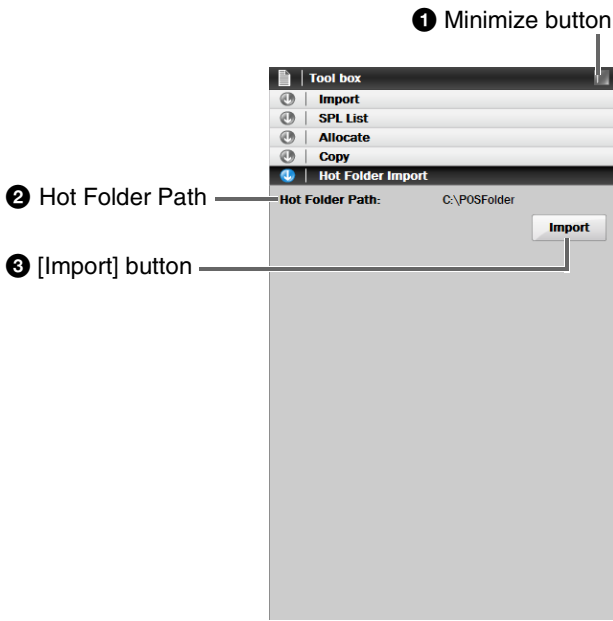 ❶ Minimize button
Tool box
Import
SPL List
Allocate
Copy
Hot Folder Import
❷ Hot Folder Path
Hot Folder Path: C:\POSFolder
Import
❸ [Import] button